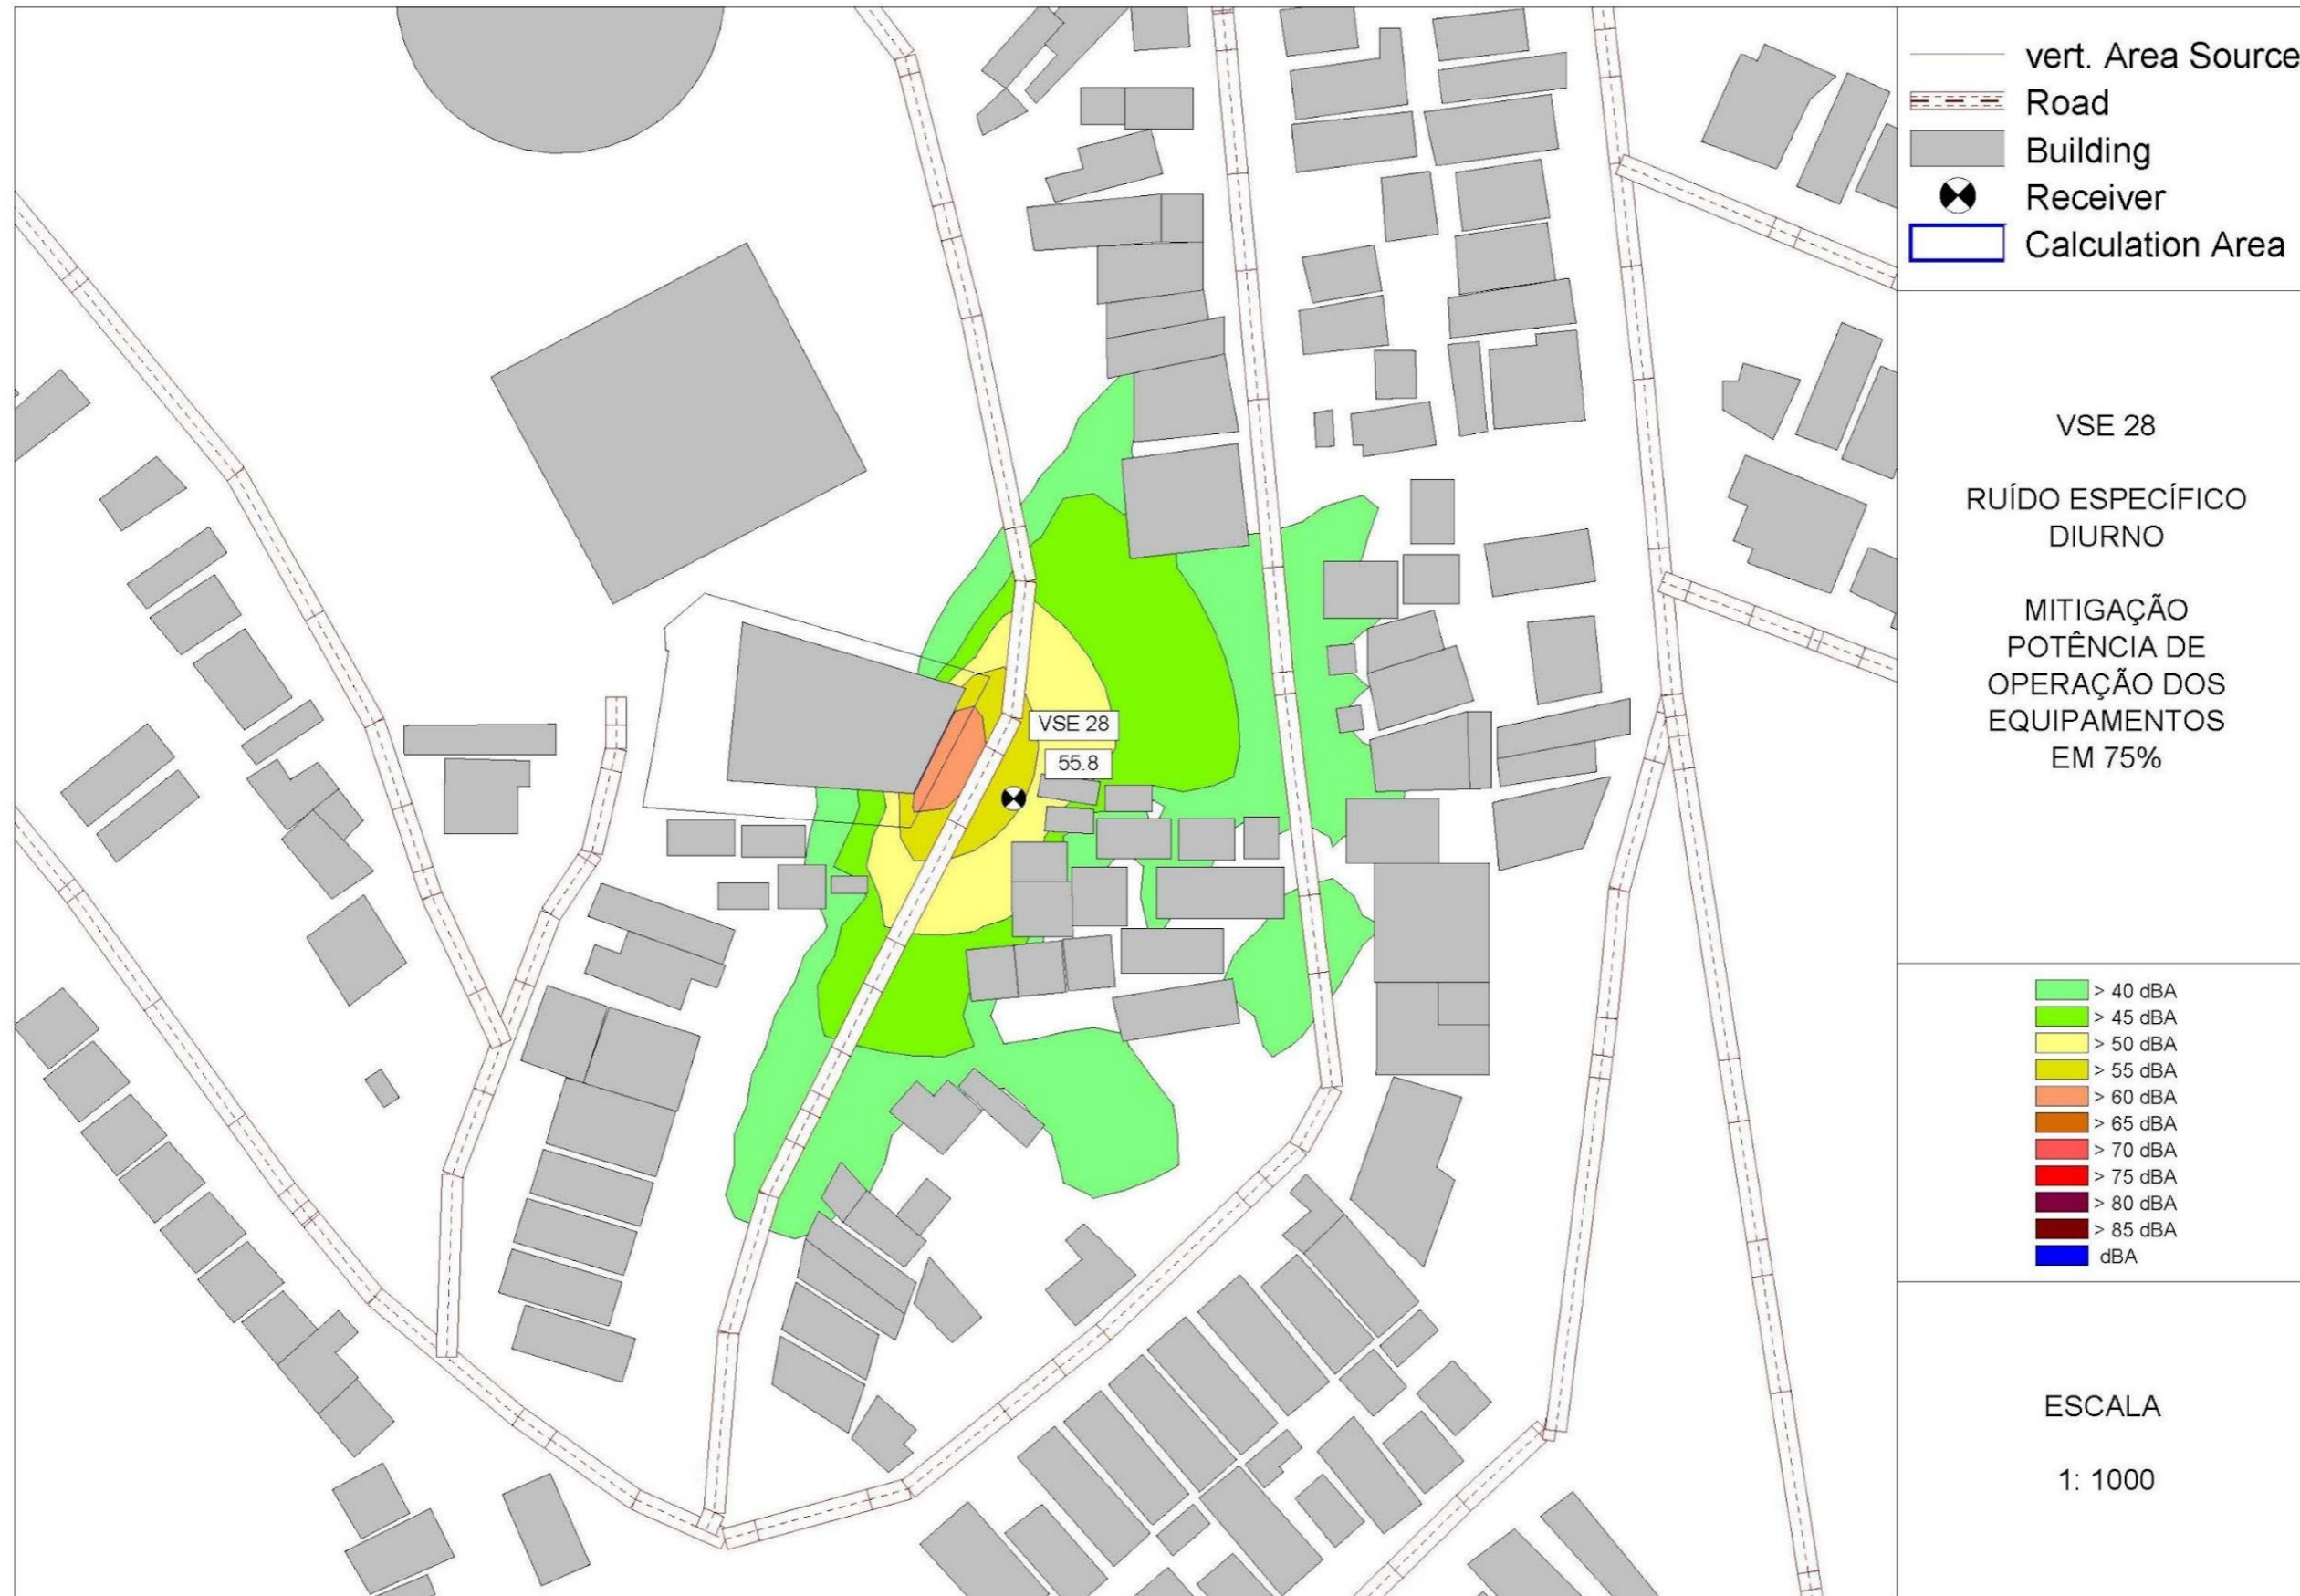 vert. Area Source
Road
Building
Receiver
Calculation Area
VSE 28
RUÍDO ESPECÍFICO
DIURNO
MITIGAÇÃO
POTÊNCIA DE
OPERAÇÃO DOS
EQUIPAMENTOS
EM 75%
VSE 28
55.8
> 40 dBA
> 45 dBA
> 50 dBA
> 55 dBA
> 60 dBA
> 65 dBA
> 70 dBA
> 75 dBA
> 80 dBA
> 85 dBA
dBA
ESCALA
1: 1000